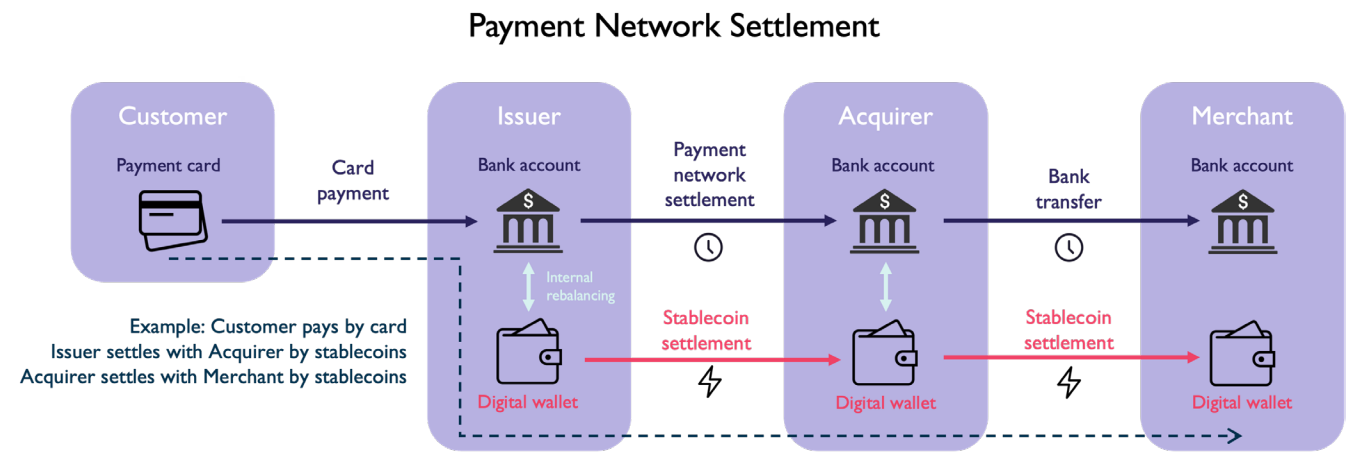 Payment Network Settlement
Customer
Issuer
Acquirer
Merchant
Payment card
Card
payment
Bank account
Payment
network
settlement
Bank account
Bank
transfer
Bank account
$
$
$
Internal
rebalancing
Example: Customer pays by card
Issuer settles with Acquirer by stablecoins
Acquirer settles with Merchant by stablecoins
Stablecoin
settlement
Stablecoin
settlement
Digital wallet
Digital wallet
Digital wallet